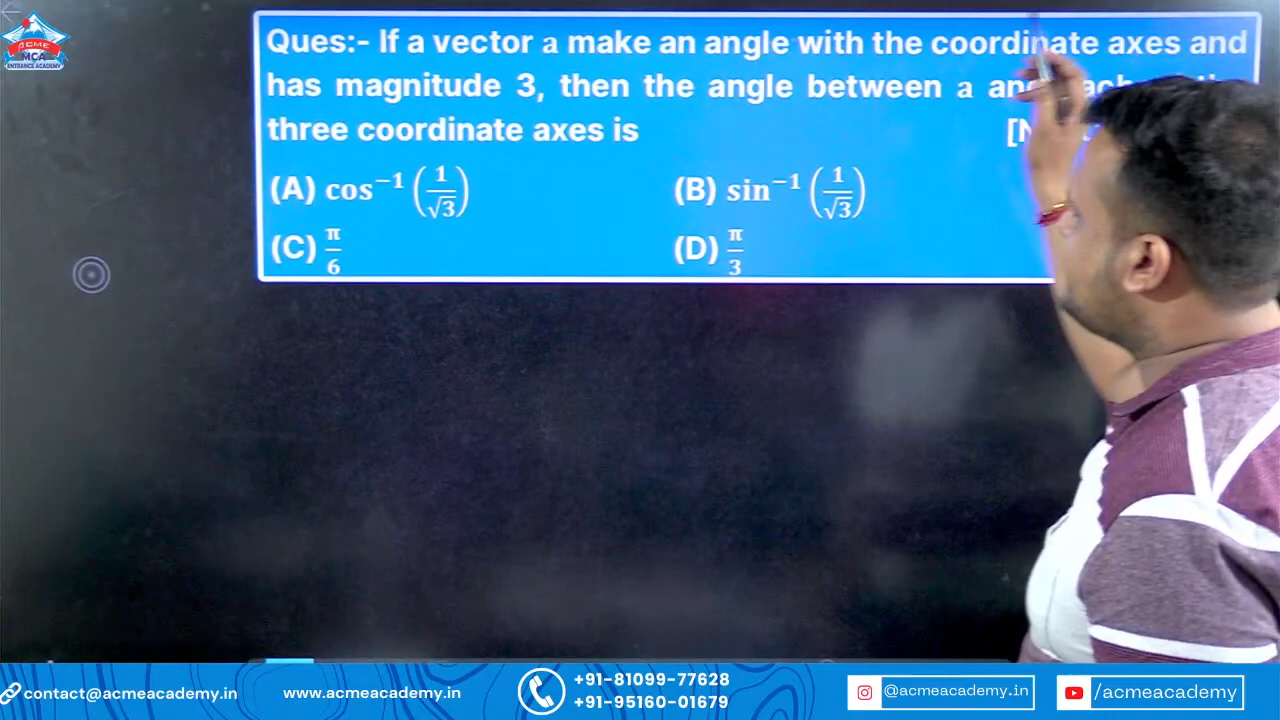 ACME
MCA
ENTRANCE ACADEMY
Ques:- If a vector a make an angle with the coordinate axes and
has magnitude 3, then the angle between a
three coordinate axes is
(A) cos⁻¹ (1/√3) (B) sin⁻¹ (1/√3)
(C) π/6 (D) π/3
contact@acmeacademy.in www.acmeacademy.in +91-81099-77628
+91-95160-01679
@acmeacademy.in /acmeacademy